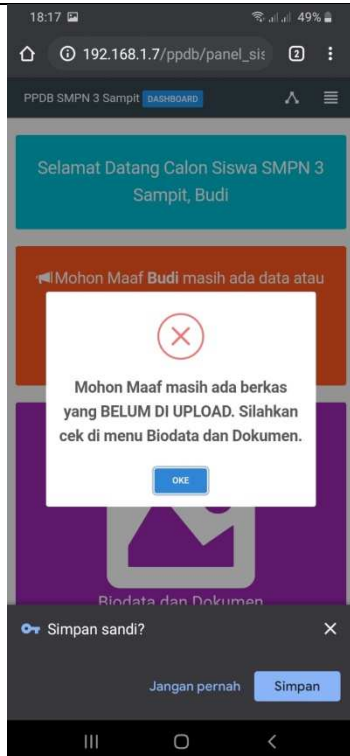 18:17
49%
192.168.1.7/ppdb/panel_sis
2
PPDB SMPN 3 Sampit DASHBOARD
Selamat Datang Calon Siswa SMPN 3
Sampit, Budi
Mohon Maaf Budi masih ada data atau
Mohon Maaf masih ada berkas
yang BELUM DI UPLOAD. Silahkan
cek di menu Biodata dan Dokumen.
OKE
Biodata dan Dokumen
Simpan sandi?
Jangan pernah
Simpan